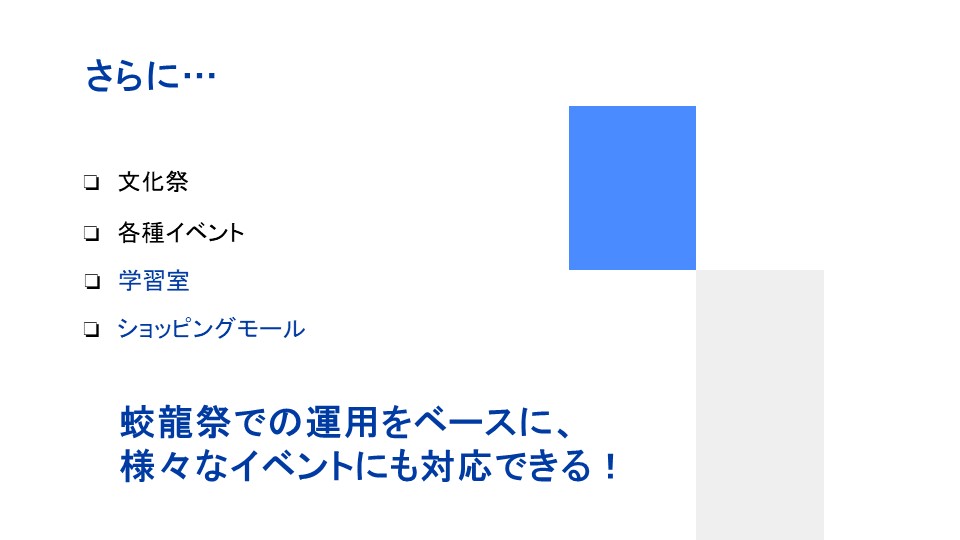 さらに…
❏ 文化祭
❏ 各種イベント
❏ 学習室
❏ ショッピングモール
蛟龍祭での運用をベースに、
様々なイベントにも対応できる！